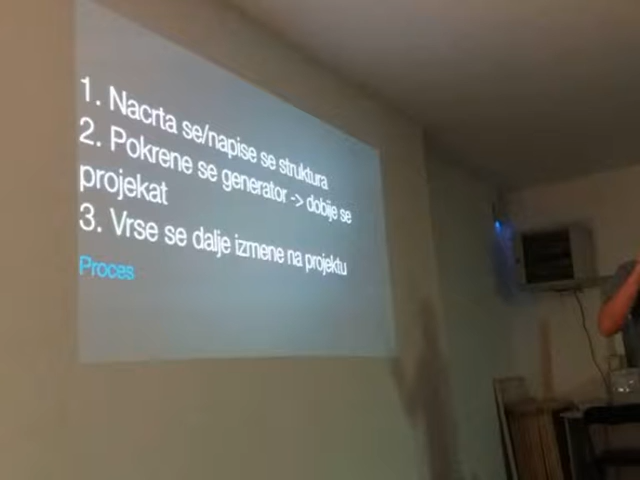 1. Nacrta se/napise se struktura
2. Pokrene se generator -> dobije se
projekat
3. Vrse se dalje izmene na projektu
Proces